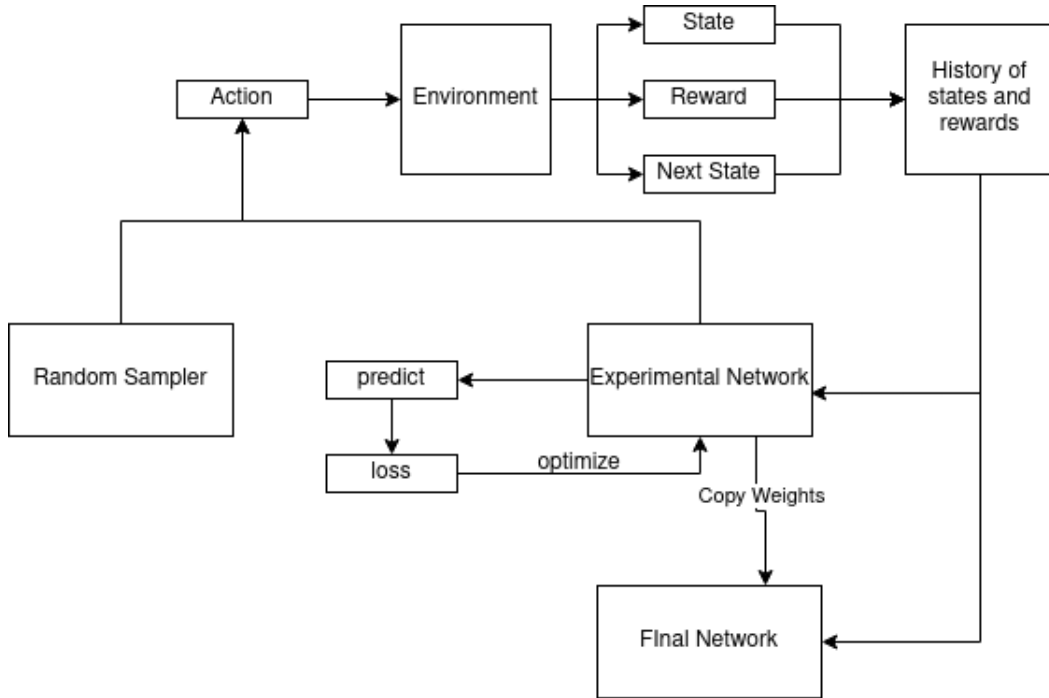 State
Action
Environment
Reward
History of
states and
rewards
Next State
Random Sampler
predict
Experimental Network
loss
optimize
Copy Weights
FInal Network